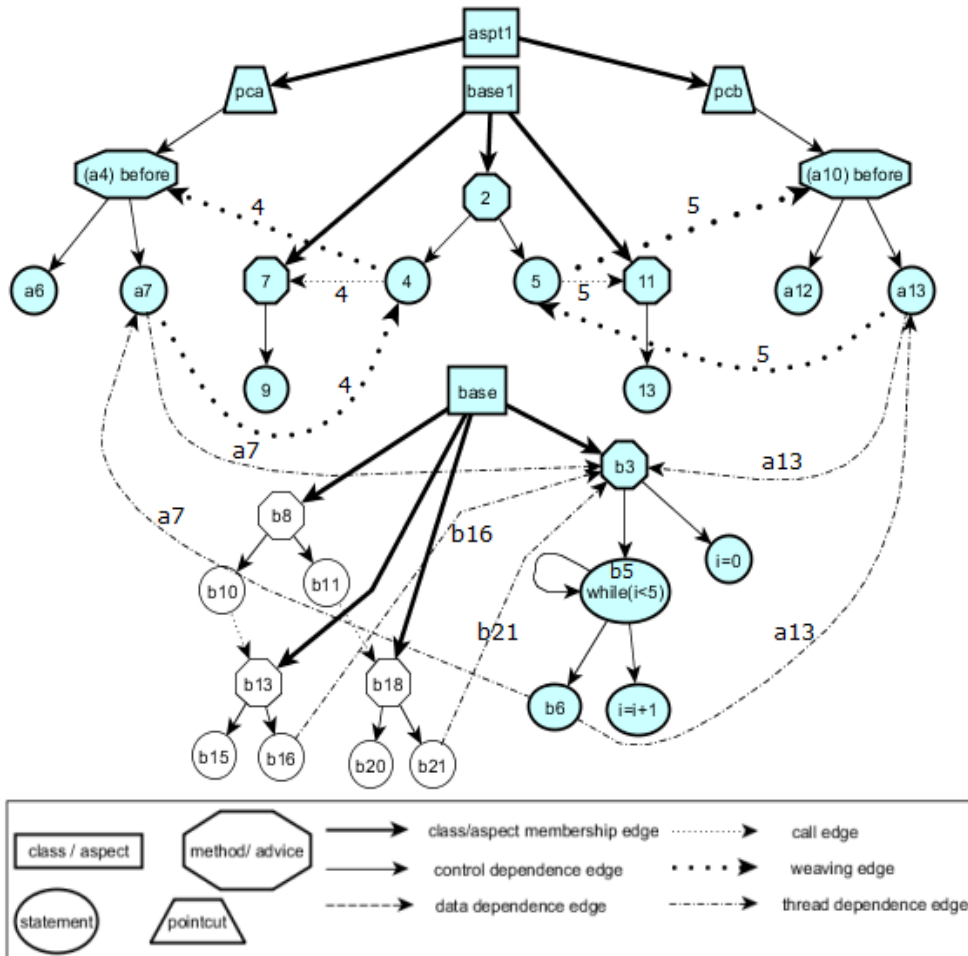 aspt1
pca
base1
pcb
(a4) before
(a10) before
4
2
5
a6
a7
7
4
4
5
5
11
a12
a13
4
5
9
13
base
a7
b3
a13
a7
b8
b16
i=0
b10
b11
b5
while(i<5)
b21
a13
b13
b18
b6
i=i+1
b15
b16
b20
b21
class / aspect
method/ advice
class/aspect membership edge
call edge
control dependence edge
weaving edge
statement
pointcut
data dependence edge
thread dependence edge